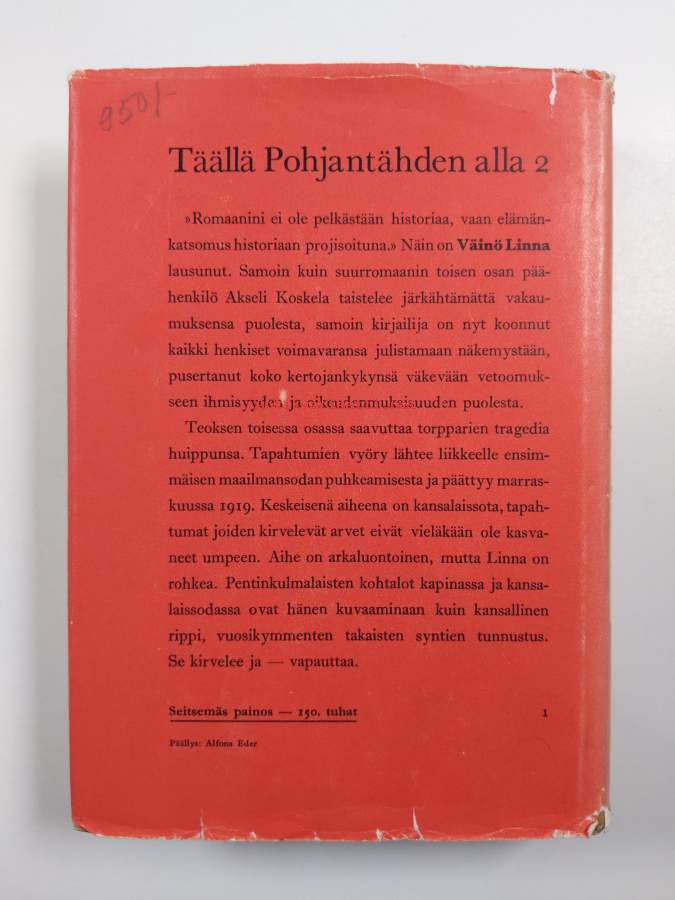 950/-
Täällä Pohjantähden alla 2
»Romaanini ei ole pelkästään historiaa, vaan elämän-
katsomus historiaan projisoituna.» Näin on Väinö Linna
lausunut. Samoin kuin suurromaanin toisen osan pää-
henkilö Akseli Koskela taistelee järkähtämättä vakau-
muksensa puolesta, samoin kirjailija on nyt koonnut
kaikki henkiset voimavaransa julistamaan näkemystään,
pusertanut koko kertojankykynsä väkevään vetoomuk-
seen ihmisyyden ja oikeudenmukaisuuden puolesta.
Teoksen toisessa osassa saavuttaa torpparien tragedia
huippunsa. Tapahtumien vyöry lähtee liikkeelle ensim-
mäisen maailmansodan puhkeamisesta ja päättyy marras-
kuussa 1919. Keskeisenä aiheena on kansalaissota, tapah-
tumat joiden kirvelevät arvet eivät vieläkään ole kasva-
neet umpeen. Aihe on arkaluontoinen, mutta Linna on
rohkea. Pentinkulmalaisten kohtalot kapinassa ja kansa-
laissodassa ovat hänen kuvaaminaan kuin kansallinen
rippi, vuosikymmenten takaisten syntien tunnustus.
Se kirvelee ja — vapauttaa.
Seitsemäs painos — 150. tuhat 1
Päällys: Alfons Eder